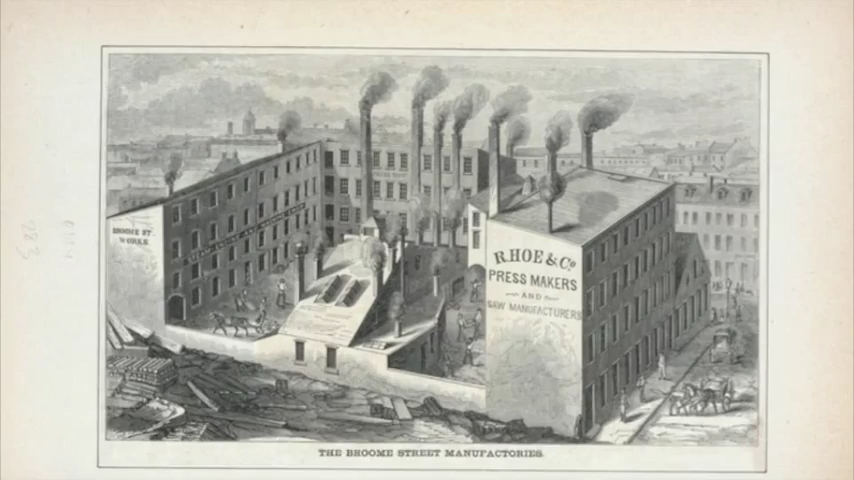 BROOME ST.
WORKS
R. HOE & Co
PRESS MAKERS
AND
SAW MANUFACTURERS
THE BROOME STREET MANUFACTORIES.